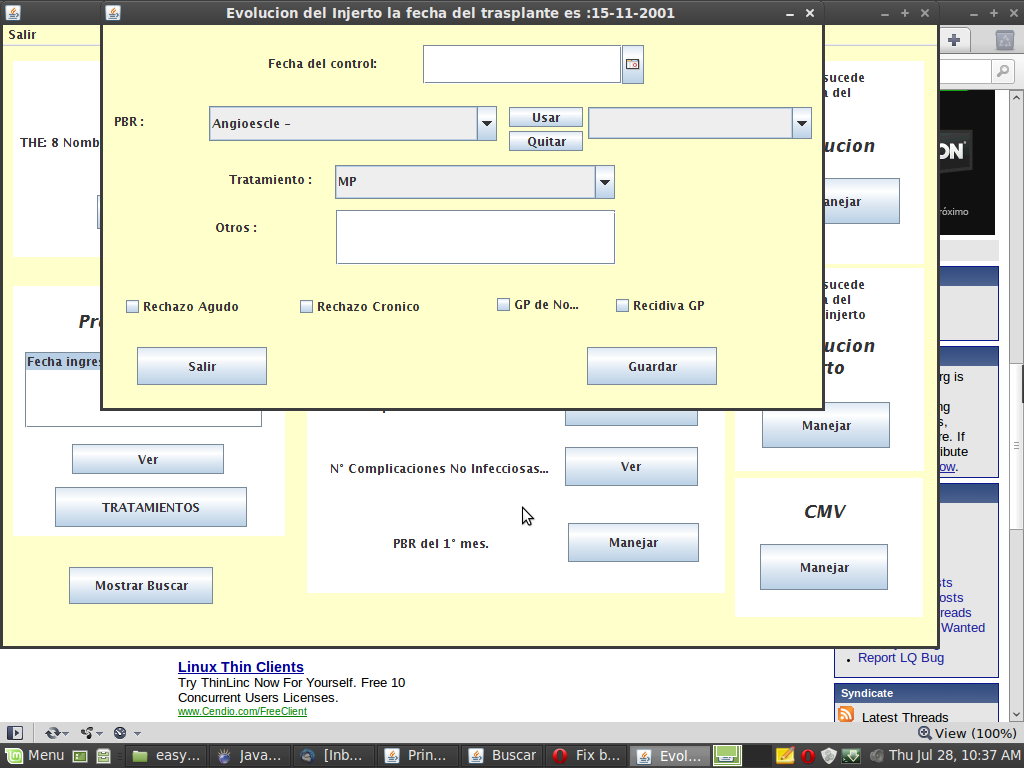 Evolucion del Injerto la fecha del trasplante es :15-11-2001
Salir
Fecha del control:
PBR :
Angioescle -
Usar
Quitar
Tratamiento :
MP
Otros :
Rechazo Agudo
Rechazo Cronico
GP de No...
Recidiva GP
Salir
Guardar
THE: 8 Nomb
Fecha ingre
Ver
TRATAMIENTOS
Mostrar Buscar
N° Complicaciones No Infecciosas...
Ver
PBR del 1° mes.
Manejar
sucede
del
ucion
anejar
róximo
ON
sucede
del
injerto
ucion
to
Manejar
CMV
Manejar
rg is
ng
s,
re. If
ibute
ow.
sts
osts
reads
Wanted
Report LQ Bug
Syndicate
Latest Threads
Linux Thin Clients
Try ThinLinc Now For Yourself. Free 10
Concurrent Users Licenses.
www.Cendio.com/FreeClient
View (100%)
Menu
easy...
Java...
[Inb...
Prin...
Buscar
Fix b...
Evol...
Thu Jul 28, 10:37 AM